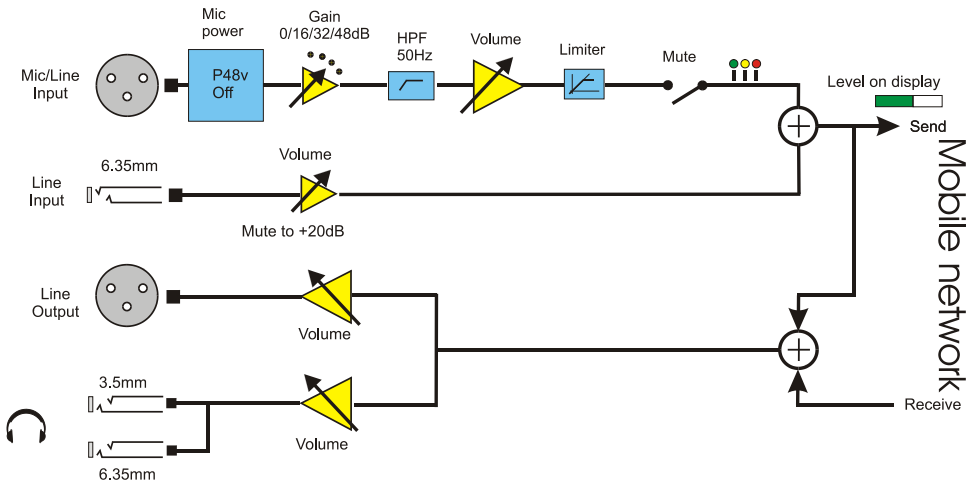 Mic
power
Gain
0/16/32/48dB
HPF
50Hz
Volume
Limiter
Mute
Level on display
Mic/Line
Input
P48v
Off
Send
6.35mm
Volume
Line
Input
Mute to +20dB
Mobile network
Line
Output
Volume
3.5mm
Receive
Volume
6.35mm